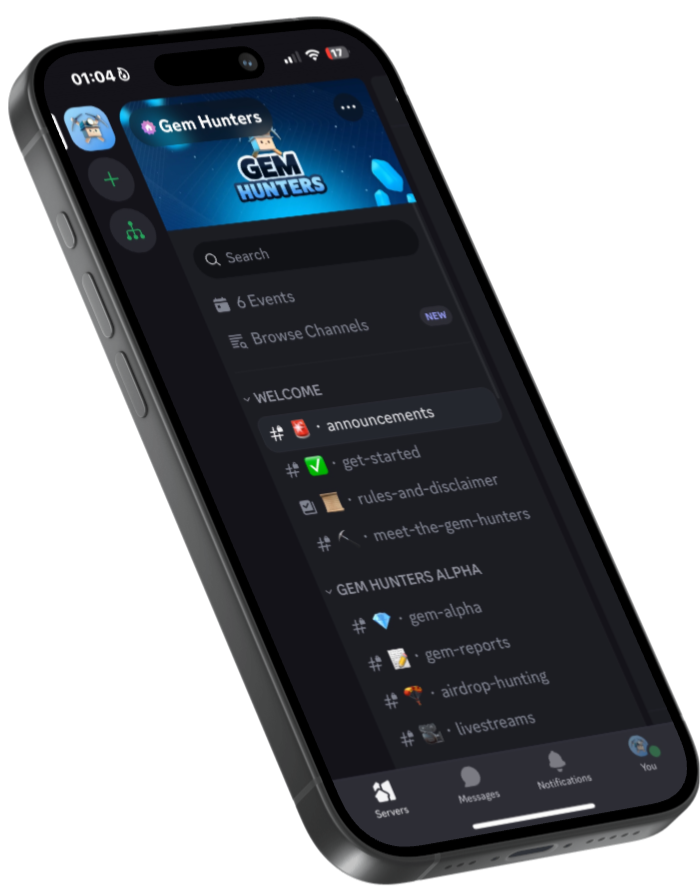 01:04
17
Gem Hunters
GEM
HUNTERS
Search
6 Events
Browse Channels
NEW
WELCOME
announcements
get-started
rules-and-disclaimer
meet-the-gem-hunters
GEM HUNTERS ALPHA
gem-alpha
gem-reports
airdrop-hunting
livestreams
Servers
Messages
Notifications
You